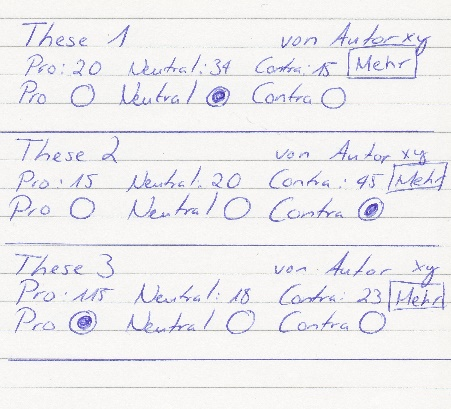 These 1 von Autor xy
Pro: 20 Neutral: 34 Contra: 15 Mehr
Pro Neutral Contra
These 2 von Autor xy
Pro: 15 Neutral: 20 Contra: 45 Mehr
Pro Neutral Contra
These 3 von Autor xy
Pro: 115 Neutral: 18 Contra: 23 Mehr
Pro Neutral Contra